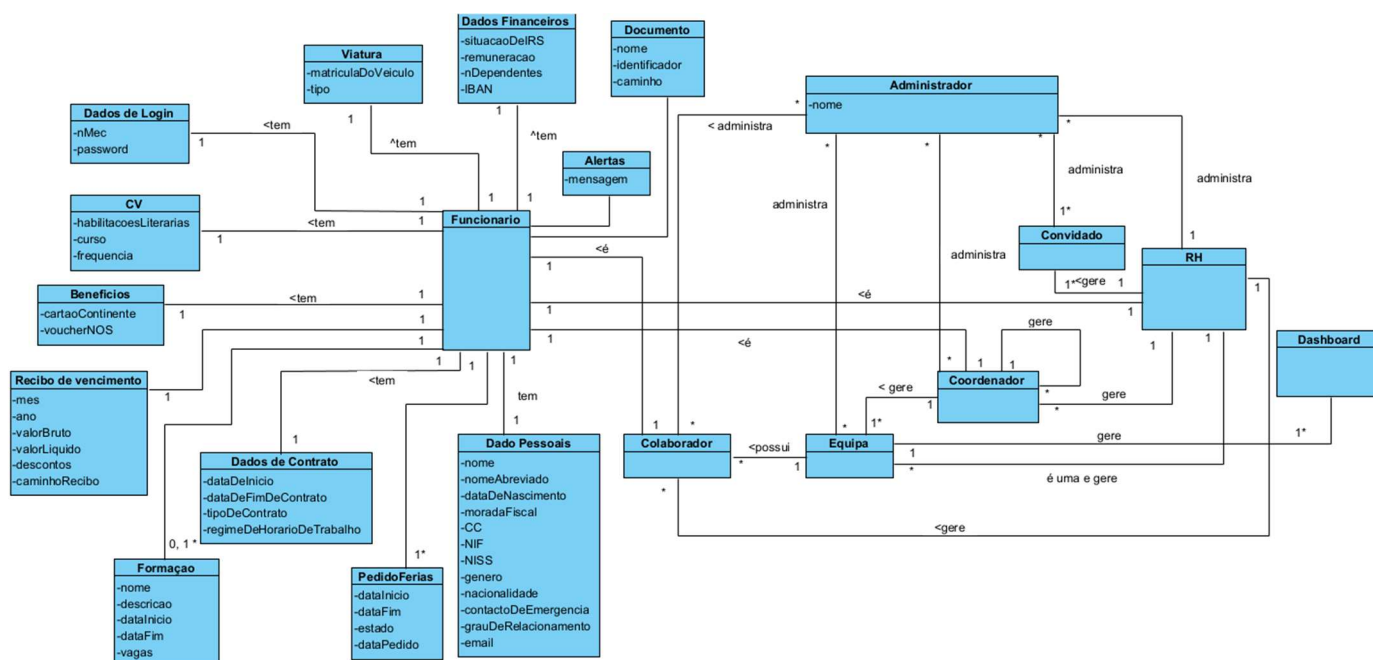 Dados Financeiros
-situacaoDeIRS
-remuneracao
-nDependentes
-IBAN
Documento
-nome
-identificador
-caminho
Viatura
-matriculaDoVeiculo
-tipo
Administrador
-nome
Dados de Login
-nMec
-password
Alertas
-mensagem
CV
-habilitacoesLiterarias
-curso
-frequência
Funcionario
Convidado
RH
Beneficios
-cartaoContinente
-voucherNOS
Dashboard
Recibo de vencimento
-mes
-ano
-valorBruto
-valorLiquido
-descontos
-caminhoRecibo
Coordenador
Colaborador
Equipa
Dados de Contrato
-dataDeInicio
-dataDeFimDeContrato
-tipoDeContrato
-regimeDeHorarioDeTrabalho
Dado Pessoais
-nome
-nomeAbreviado
-dataDeNascimento
-moradaFiscal
-CC
-NIF
-NISS
-genero
-nacionalidade
-contactoDeEmergencia
-grauDeRelacionamento
-email
Formaçao
-nome
-descricao
-dataInicio
-dataFim
-vagas
PedidoFerias
-dataInicio
-dataFim
-estado
-dataPedido
<tem
1
1
^tem
1
1
^tem
1
1
<tem
1
1
<tem
1
1
1
1
1
0, 1 *
<tem
1
1
1
1*
tem
1
1
<é
1
1
<é
1
1
<é
1
1
< administra
*
*
administra
*
*
administra
*
*
administra
*
1*
administra
*
1
<gere
1*
1
gere
1
*
gere
1
*
< gere
1
1*
<possui
*
1
gere
1
1*
é uma e gere
1
*
<gere
1
*